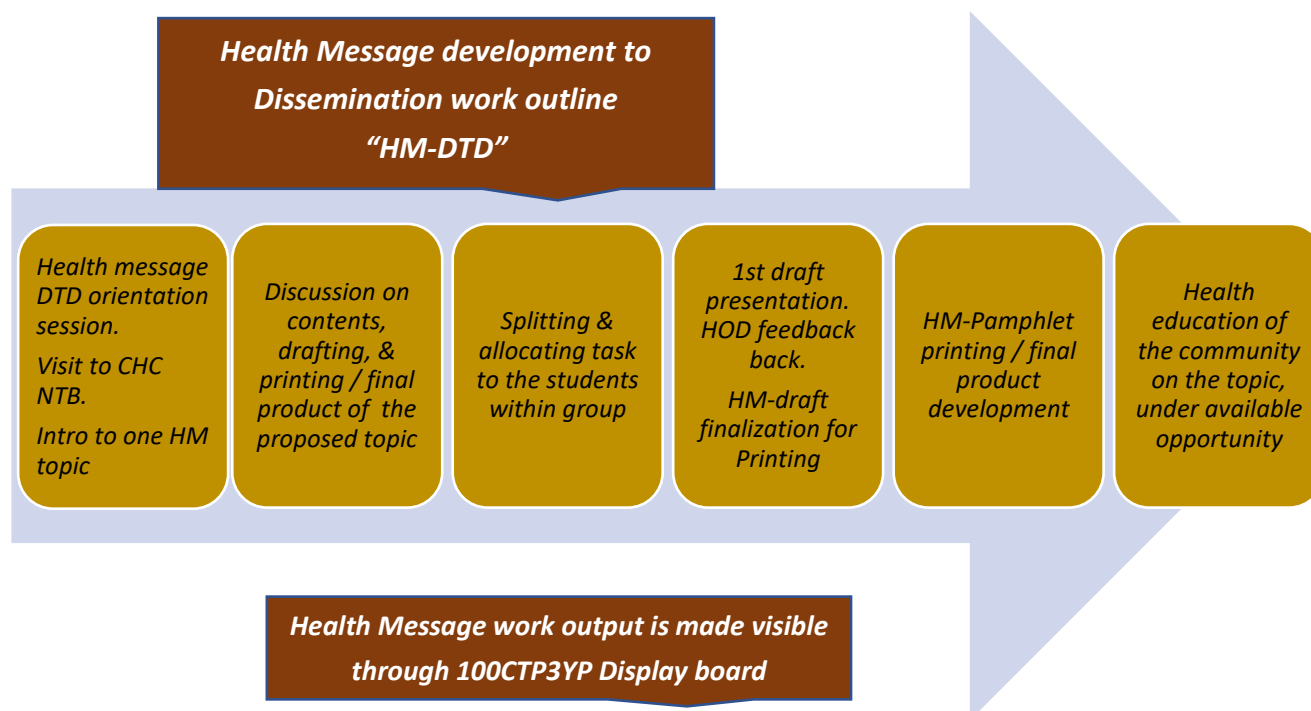 Health Message development to
Dissemination work outline
“HM-DTD”
Health message
DTD orientation
session.
Visit to CHC
NTB.
Intro to one HM
topic
Discussion on
contents,
drafting, &
printing / final
product of the
proposed topic
Splitting &
allocating task
to the students
within group
1st draft
presentation.
HOD feedback
back.
HM-draft
finalization for
Printing
HM-Pamphlet
printing / final
product
development
Health
education of
the community
on the topic,
under available
opportunity
Health Message work output is made visible
through 100CTP3YP Display board